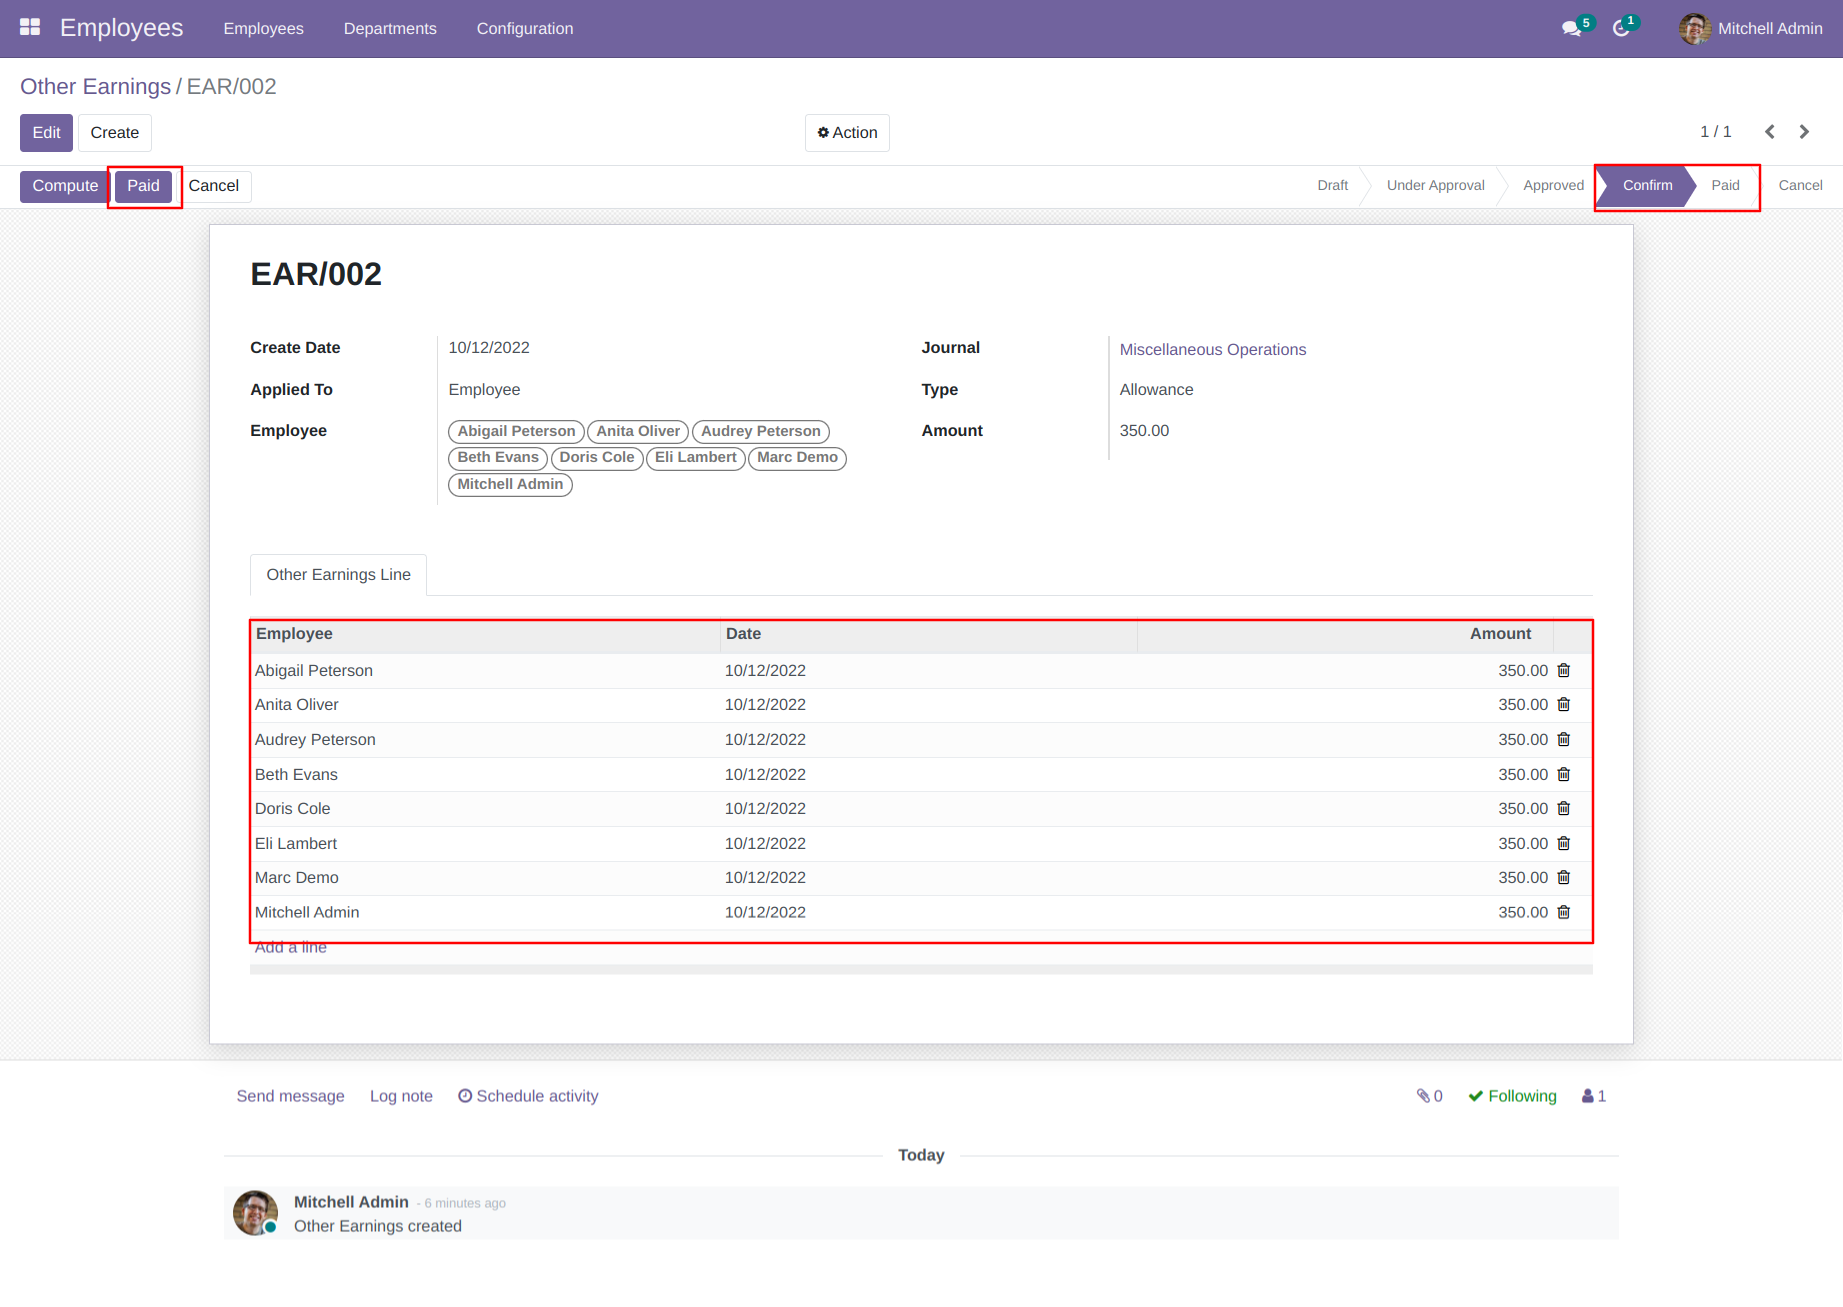 Employees Employees Departments Configuration 5 1 Mitchell Admin
Other Earnings / EAR/002
Edit Create Action 1 / 1
Compute Paid Cancel Draft Under Approval Approved Confirm Paid Cancel
EAR/002
Create Date 10/12/2022 Journal Miscellaneous Operations
Applied To Employee Type Allowance
Employee Abigail Peterson Anita Oliver Audrey Peterson Amount 350.00
Beth Evans Doris Cole Eli Lambert Marc Demo
Mitchell Admin
Other Earnings Line
Employee Date Amount
Abigail Peterson 10/12/2022 350.00
Anita Oliver 10/12/2022 350.00
Audrey Peterson 10/12/2022 350.00
Beth Evans 10/12/2022 350.00
Doris Cole 10/12/2022 350.00
Eli Lambert 10/12/2022 350.00
Marc Demo 10/12/2022 350.00
Mitchell Admin 10/12/2022 350.00
Add a line
Send message Log note Schedule activity 0 Following 1
Today
Mitchell Admin - 6 minutes ago
Other Earnings created